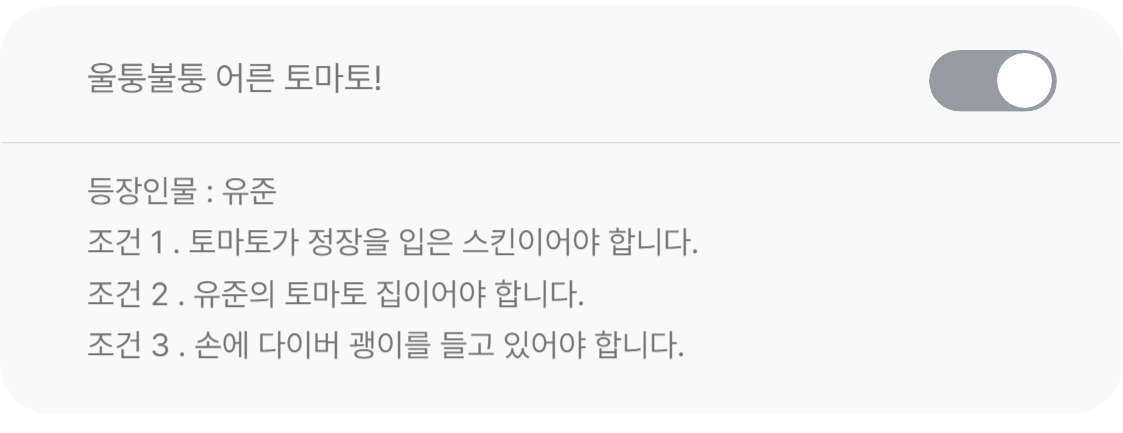 울퉁불퉁 어른 토마토!
등장인물 : 유준
조건 1 . 토마토가 정장을 입은 스킨이어야 합니다.
조건 2 . 유준의 토마토 집이어야 합니다.
조건 3 . 손에 다이버 괭이를 들고 있어야 합니다.